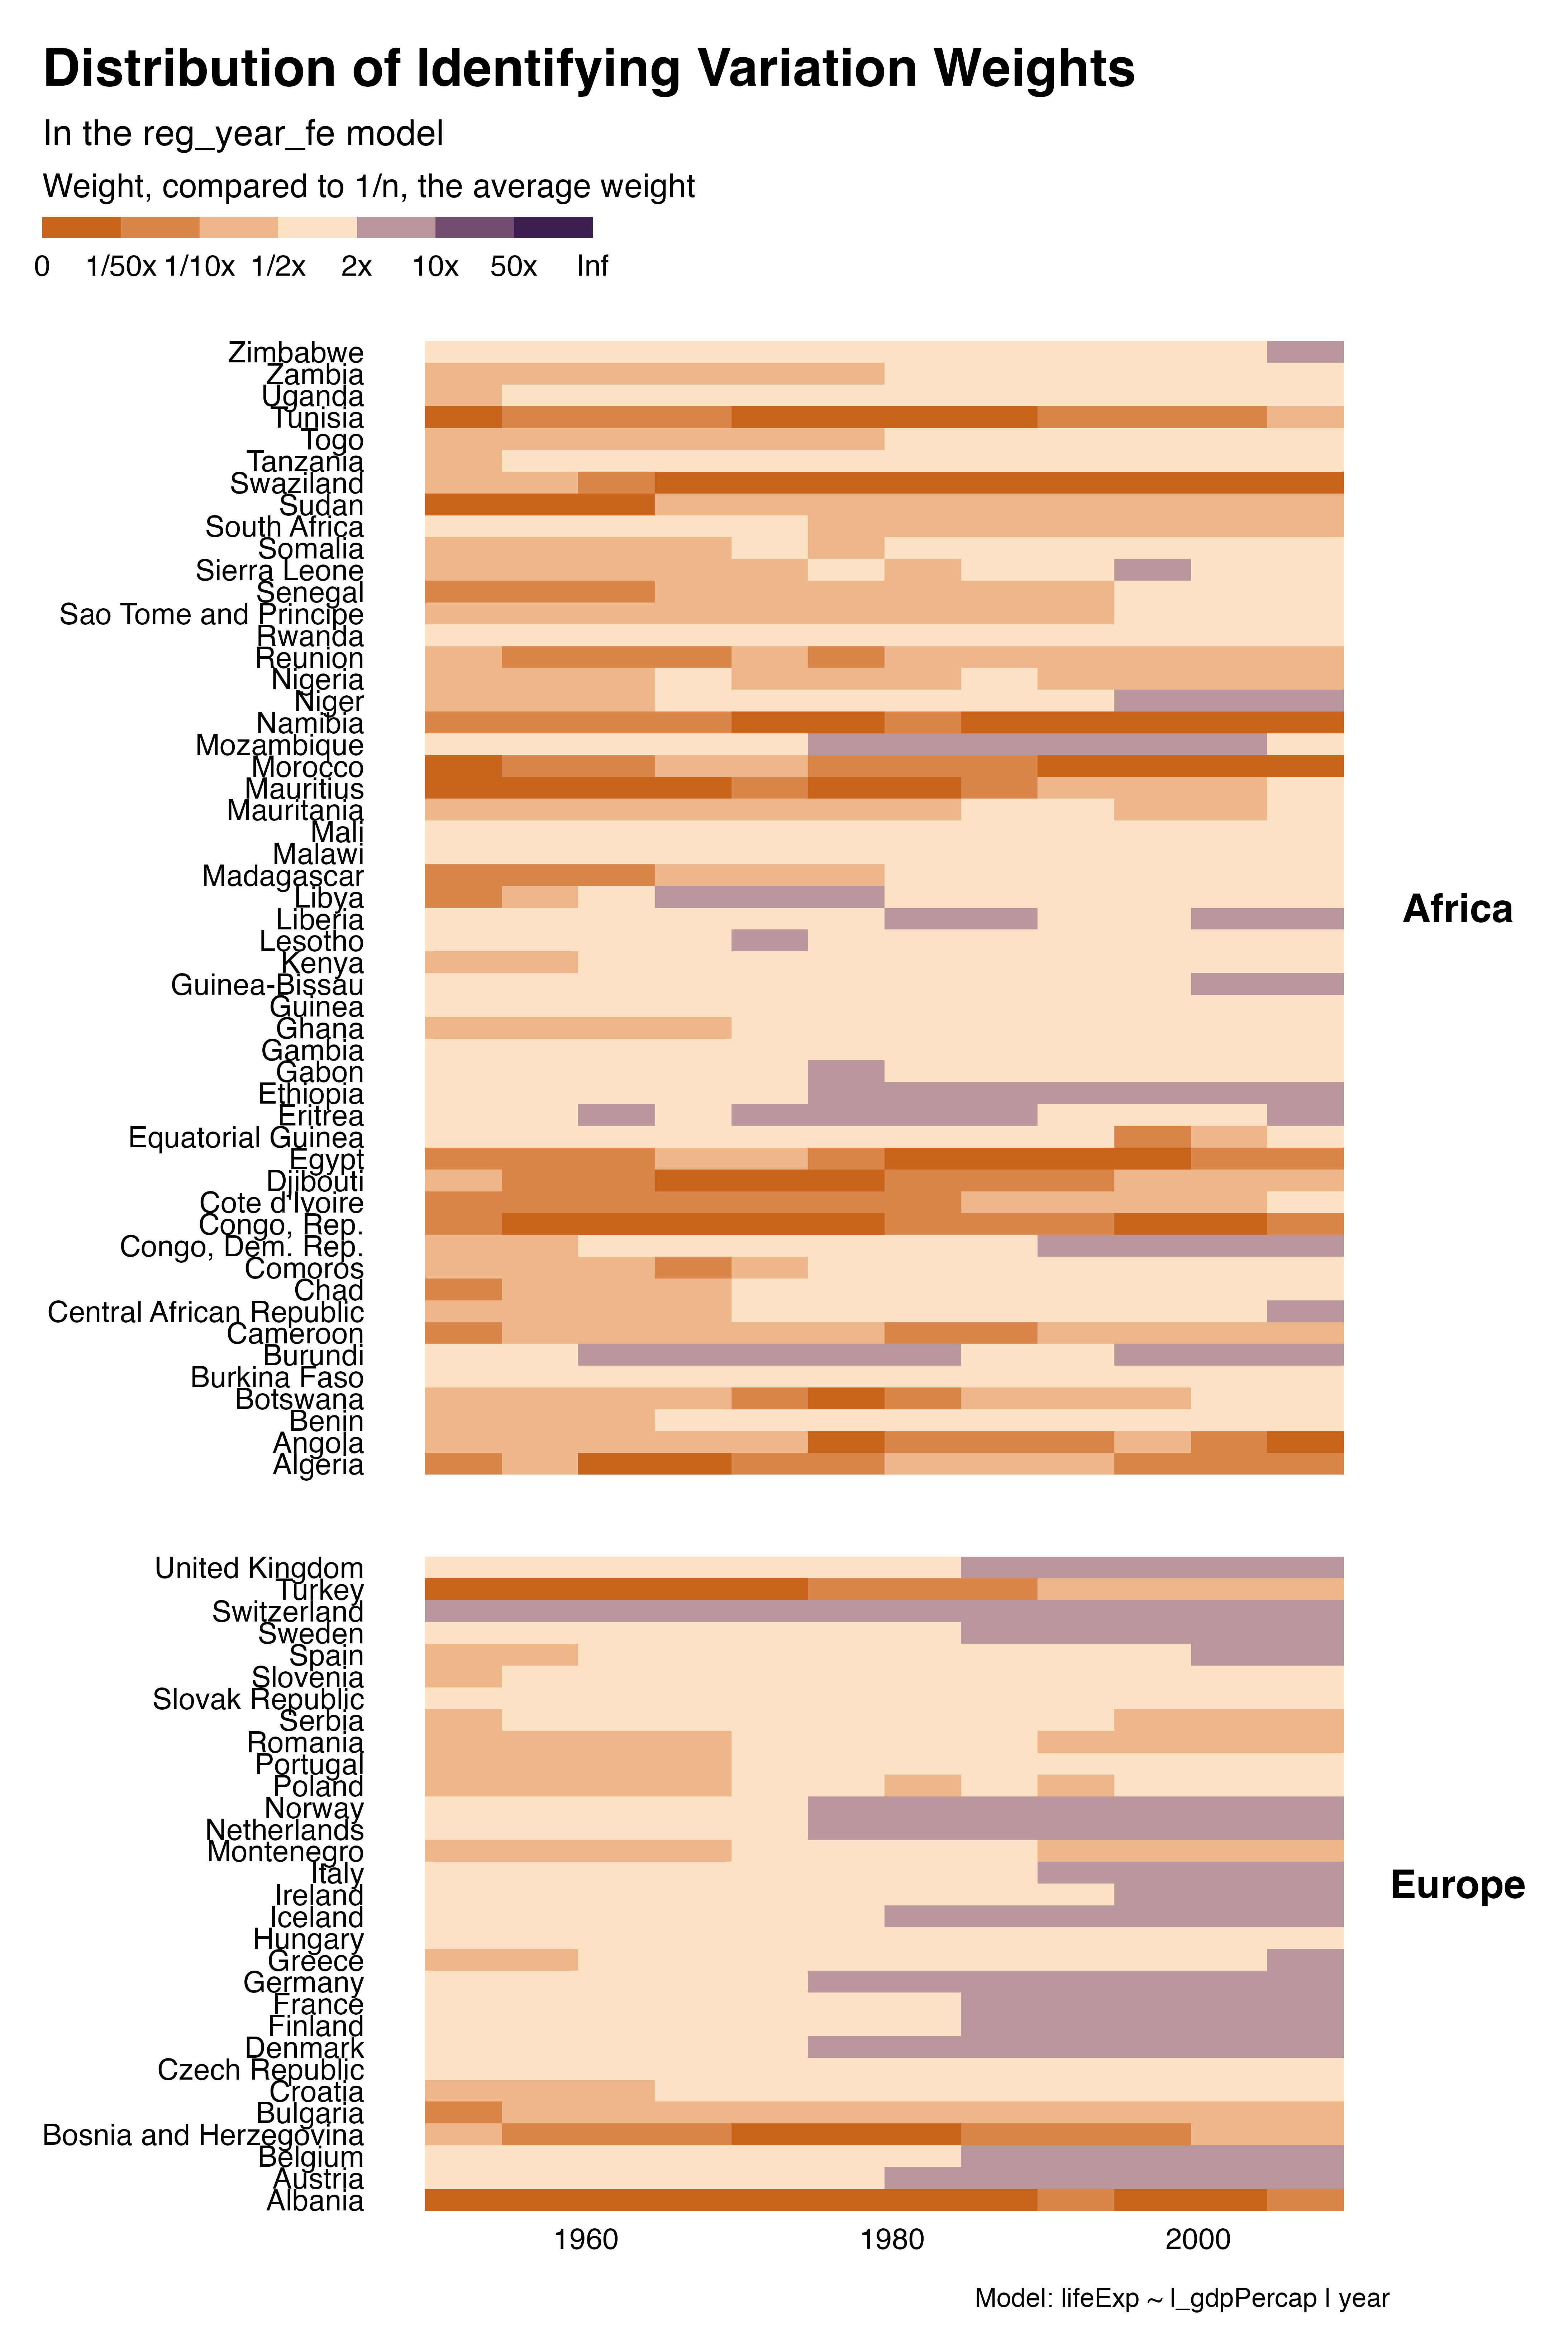 Distribution of Identifying Variation Weights
In the reg_year_fe model
Weight, compared to 1/n, the average weight
0 1/50x 1/10x 1/2x 2x 10x 50x Inf
Zimbabwe
Zambia
Uganda
Tunisia
Togo
Tanzania
Swaziland
Sudan
South Africa
Somalia
Sierra Leone
Senegal
Sao Tome and Principe
Rwanda
Reunion
Nigeria
Niger
Namibia
Mozambique
Morocco
Mauritius
Mauritania
Mali
Malawi
Madagascar
Libya
Africa
Liberia
Lesotho
Kenya
Guinea-Bissau
Guinea
Ghana
Gambia
Gabon
Ethiopia
Eritrea
Equatorial Guinea
Egypt
Djibouti
Cote d'Ivoire
Congo, Rep.
Congo, Dem. Rep.
Comoros
Chad
Central African Republic
Cameroon
Burundi
Burkina Faso
Botswana
Benin
Angola
Algeria
United Kingdom
Turkey
Switzerland
Sweden
Spain
Slovenia
Slovak Republic
Serbia
Romania
Portugal
Poland
Norway
Netherlands
Montenegro
Italy
Europe
Ireland
Iceland
Hungary
Greece
Germany
France
Finland
Denmark
Czech Republic
Croatia
Bulgaria
Bosnia and Herzegovina
Belgium
Austria
Albania
1960 1980 2000
Model: lifeExp ~ l_gdpPercap | year